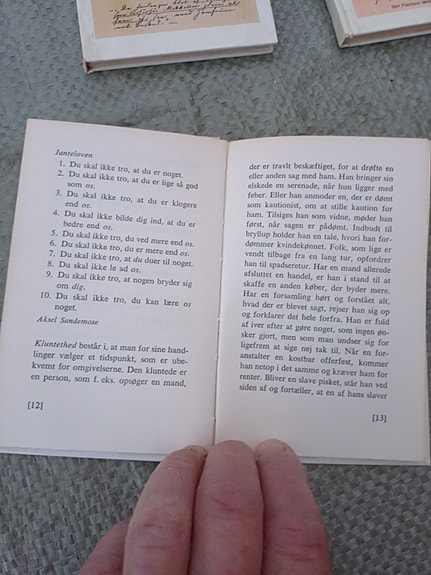 Janteloven
1. Du skal ikke tro, at du er noget.
2. Du skal ikke tro, at du er lige så god
som os.
3. Du skal ikke tro, at du er klogere
end os.
4. Du skal ikke bilde dig ind, at du er
bedre end os.
5. Du skal ikke tro, du ved mere end os.
6. Du skal ikke tro, du er mere end os.
7. Du skal ikke tro, at du duer til noget.
8. Du skal ikke le ad os.
9. Du skal ikke tro, at nogen bryder sig
om dig.
10. Du skal ikke tro, du kan lære os
noget.
Aksel Sandemose
Kluntethed består i, at man for sine hand-
linger vælger et tidspunkt, som er ube-
kvemt for omgivelserne. Den kluntede er
en person, som f. eks. opsøger en mand,
[12]
der er travlt beskæftiget, for at drøfte en
eller anden sag med ham. Han bringer sin
elskede en serenade, når hun ligger med
feber. Eller han anmoder en, der er dømt
som kautionist, om at stille kaution for
ham. Tilsiges han som vidne, møder han
først, når sagen er pådømt. Indbudt til
bryllup holder han en tale, hvori han for-
dømmer kvindekønnet. Folk, som lige er
vendt tilbage fra en lang tur, opfordrer
han til spadseretur. Har en mand allerede
afsluttet en handel, er han i stand til at
skaffe en anden køber, der byder mere.
Har en forsamling hørt og forstået alt,
hvad der er blevet sagt, rejser han sig op
og forklarer det hele forfra. Han er fuld
af iver efter at gøre noget, som ingen øn-
sker gjort, men som man undser sig for
ligefrem at sige nej tak til. Når en for-
anstalter en kostbar offerfest, kommer
han netop i det samme og kræver ham for
renter. Bliver en slave pisket, står han ved
siden af og fortæller, at en af hans slaver
[13]